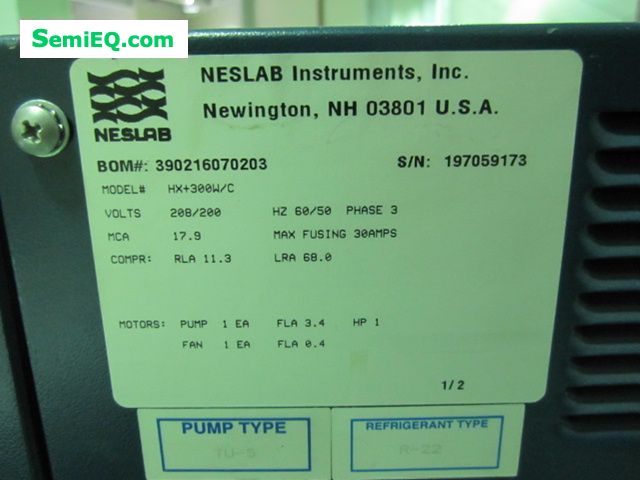 SemiEQ.com
NESLAB
NESLAB Instruments, Inc.
Newington, NH 03801 U.S.A.
BOM#: 390216070203 S/N: 197059173
MODEL# HX+300W/C
VOLTS 208/200 HZ 60/50 PHASE 3
MCA 17.9 MAX FUSING 30AMPS
COMPR: RLA 11.3 LRA 68.0
MOTORS: PUMP 1 EA FLA 3.4 HP 1
FAN 1 EA FLA 0.4
1/2
PUMP TYPE
TU-5
REFRIGERANT TYPE
R-22